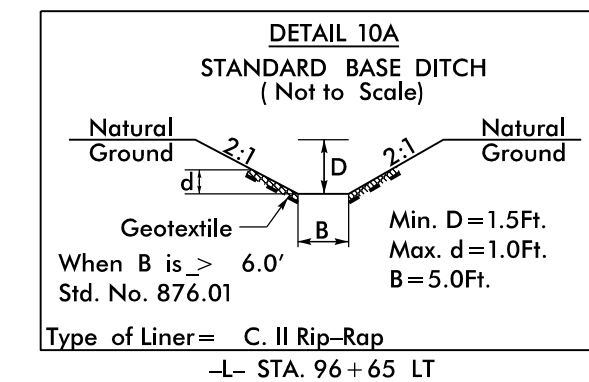 DETAIL 10A
STANDARD BASE DITCH
( Not to Scale)
Natural
Ground
2:1
D
2:1
Natural
Ground
d
Geotextile
B
Min. D=1.5Ft.
Max. d=1.0Ft.
B=5.0Ft.
When B is > 6.0'
Std. No. 876.01
Type of Liner= C. II Rip-Rap
-L- STA. 96+65 LT